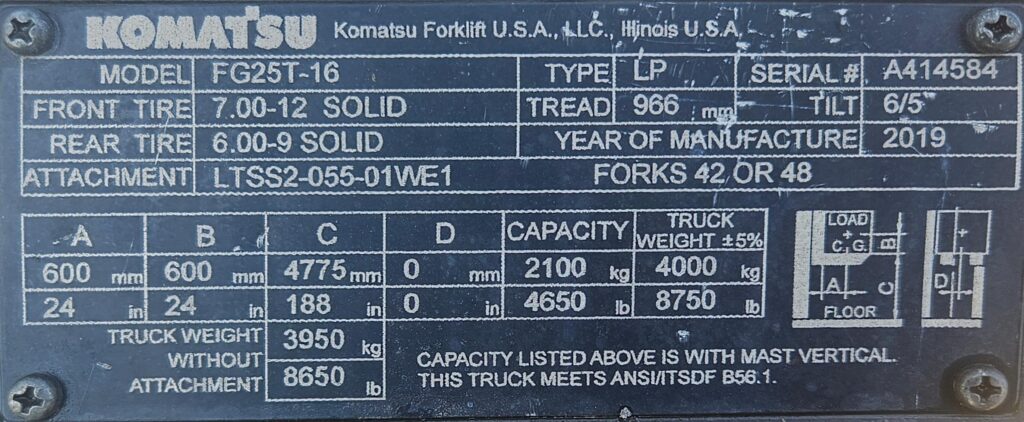 KOMATSU Komatsu Forklift U.S.A., LLC., Illinois U.S.A.
MODEL FG25T-16 TYPE LP SERIAL # A414584
FRONT TIRE 7.00-12 SOLID TREAD 966 mm TILT 6/5°
REAR TIRE 6.00-9 SOLID YEAR OF MANUFACTURE 2019
ATTACHMENT LTSS2-055-01WE1 FORKS 42 OR 48
A B C D CAPACITY TRUCK WEIGHT ±5%
600 mm 600 mm 4775 mm 0 mm 2100 kg 4000 kg
24 in 24 in 188 in 0 in 4650 lb 8750 lb
TRUCK WEIGHT WITHOUT ATTACHMENT 3950 kg
8650 lb
CAPACITY LISTED ABOVE IS WITH MAST VERTICAL.
THIS TRUCK MEETS ANSI/ITSDF B56.1.
LOAD
C.G.
B
A
C
FLOOR
D